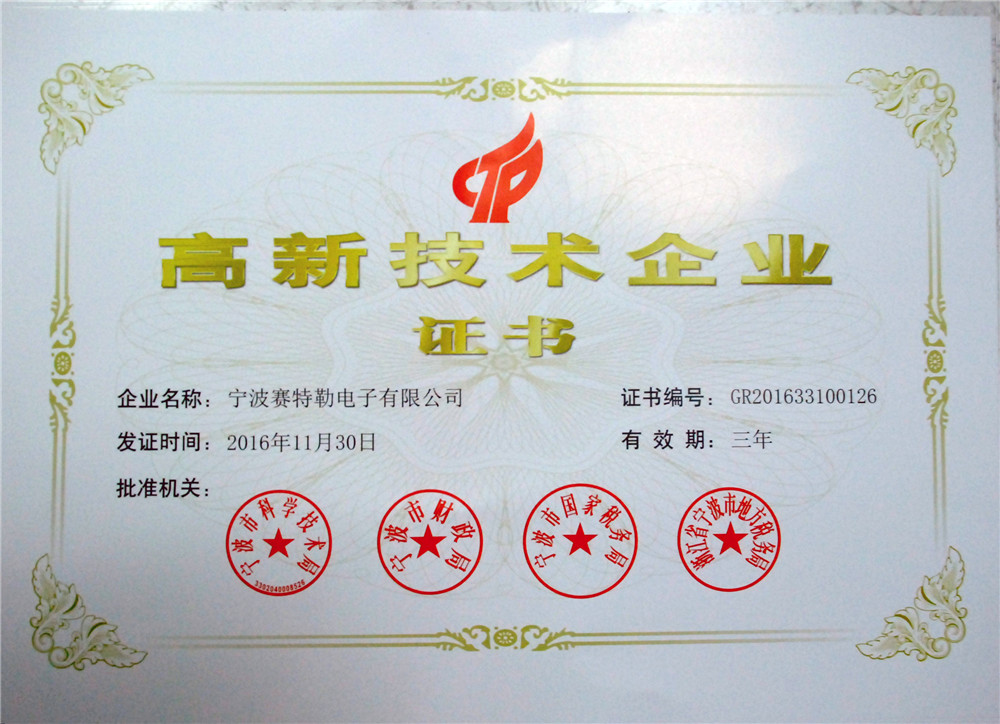 CTP
高新技术企业
证书
企业名称：宁波赛特勒电子有限公司
证书编号：GR201633100126
发证时间：2016年11月30日
有效期：三年
批准机关：
宁波市科学技术局
3302040008526
宁波市财政局
宁波市国家税务局
浙江省宁波市地方税务局